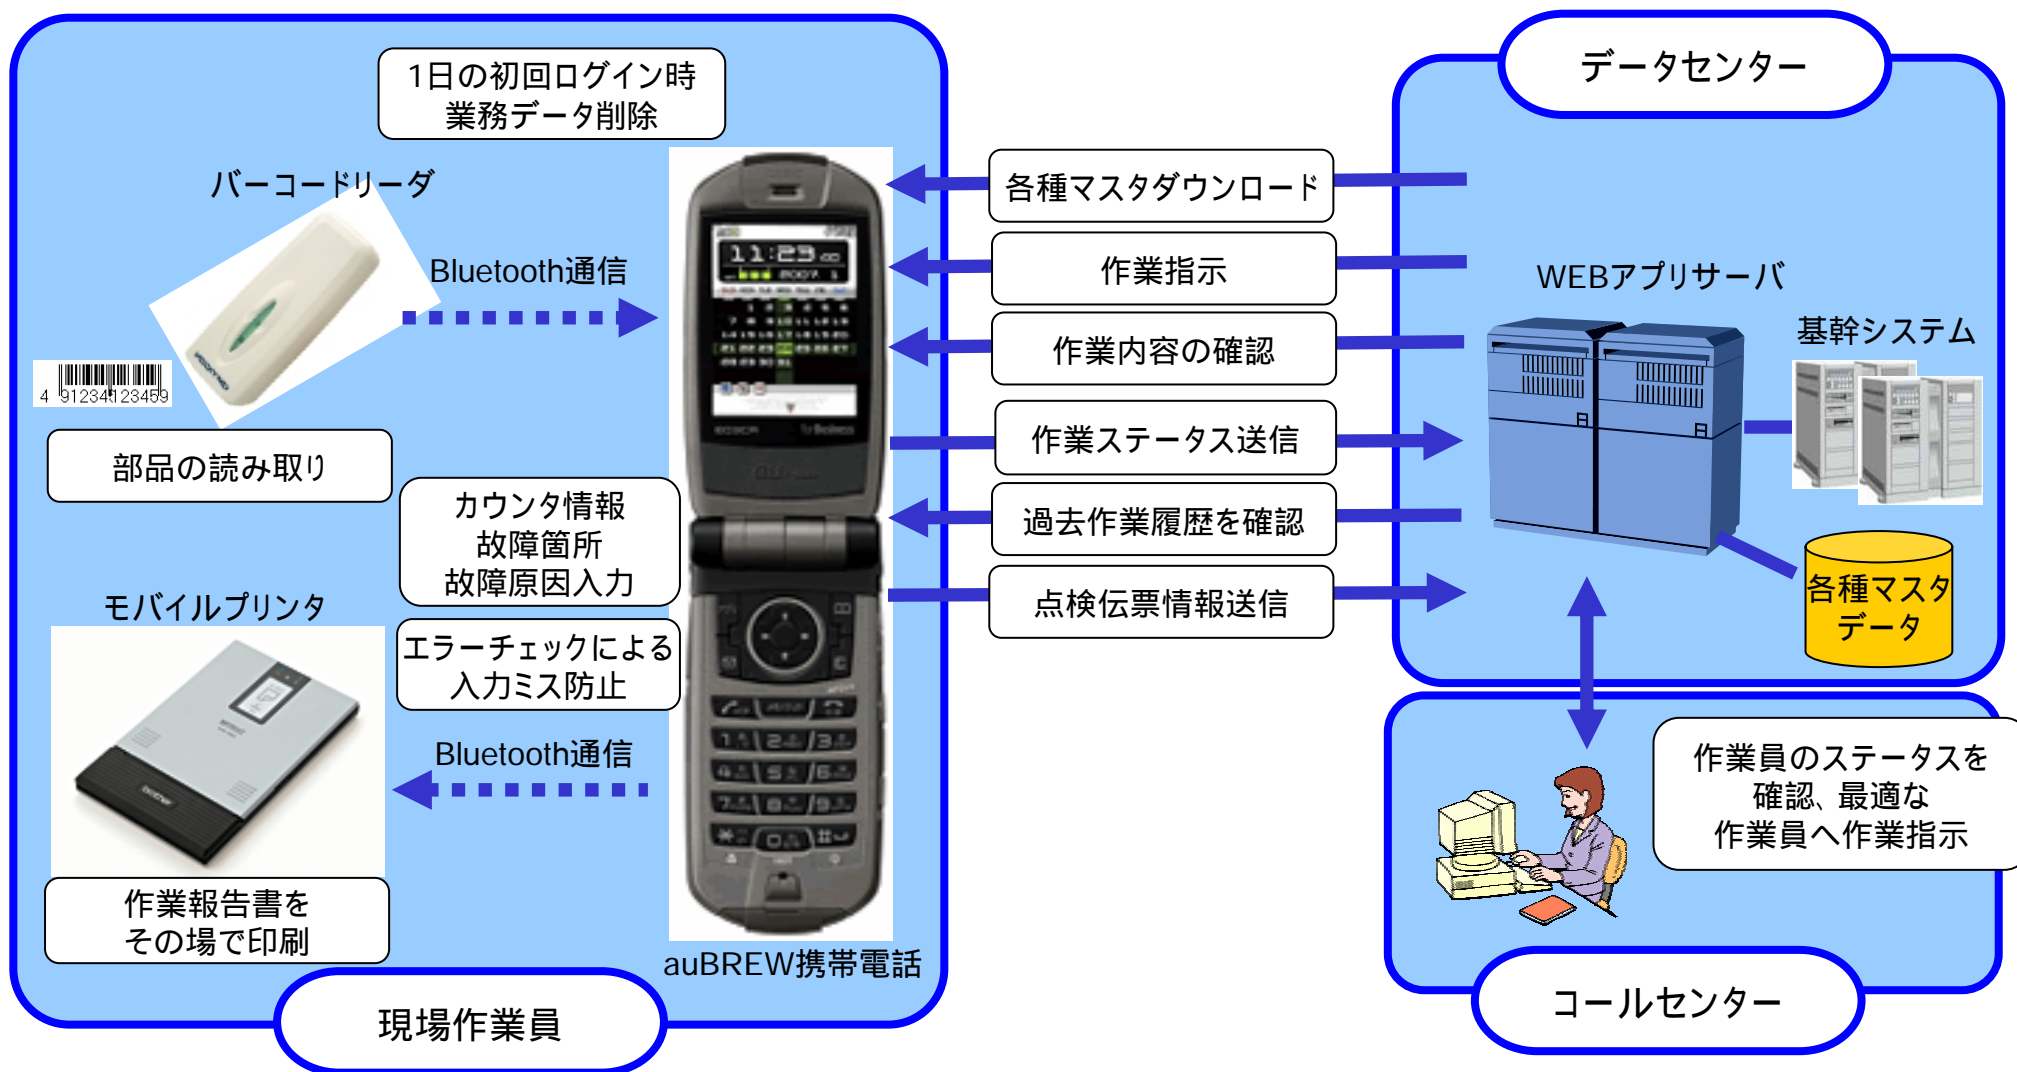 データセンター
1日の初回ログイン時
業務データ削除
バーコードリーダ
Bluetooth通信
4 912341123459
部品の読み取り
カウンタ情報
故障箇所
故障原因入力
エラーチェックによる
入力ミス防止
モバイルプリンタ
brother
Bluetooth通信
作業報告書を
その場で印刷
11:23
2007
auBREW携帯電話
現場作業員
各種マスタダウンロード
作業指示
作業内容の確認
作業ステータス送信
過去作業履歴を確認
点検伝票情報送信
WEBアプリサーバ
基幹システム
各種マスタ
データ
作業員のステータスを
確認、最適な
作業員へ作業指示
コールセンター